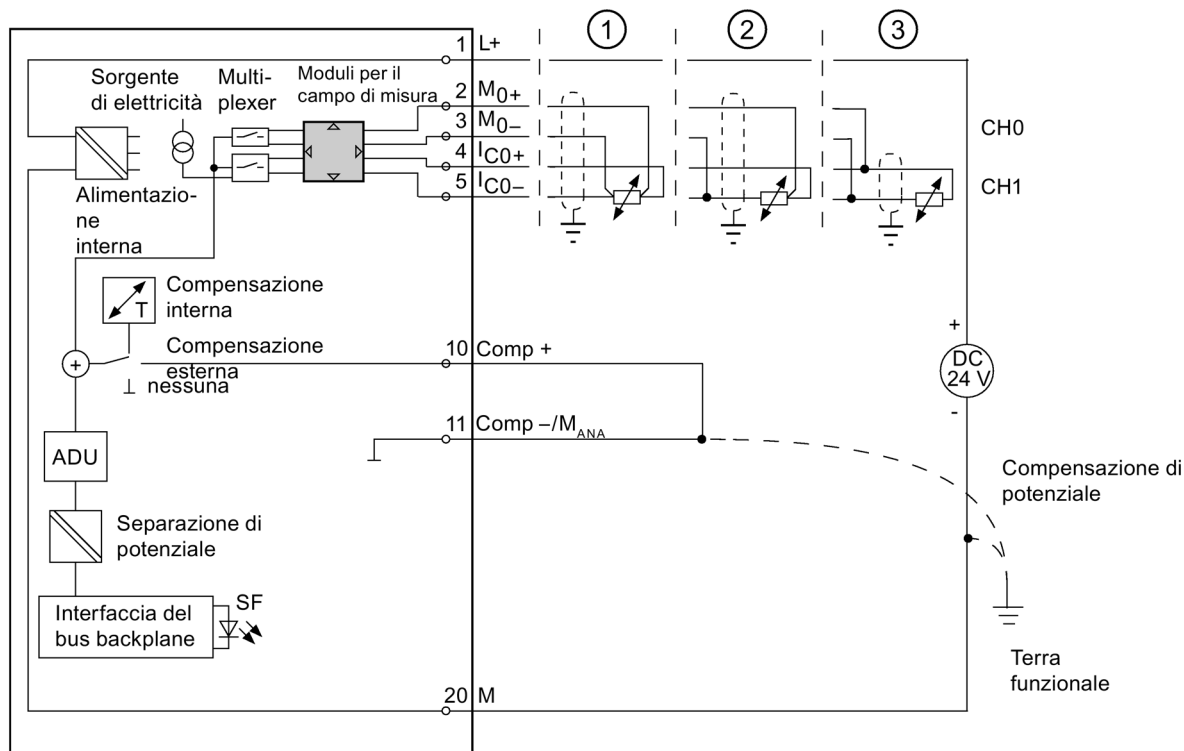 1 L+
1
2
3
Sorgente
di elettricità
Multi-
plexer
Moduli per il
campo di misura
2 M0+
3 M0–
4 IC0+
5 IC0–
CH0
CH1
Alimentazio-
ne
interna
T
Compensazione
interna
+
Compensazione
esterna
⊥ nessuna
10 Comp +
11 Comp –/MANA
+
DC
24 V
-
ADU
Compensazione di
potenziale
Separazione di
potenziale
Interfaccia del
bus backplane
SF
Terra
funzionale
20 M